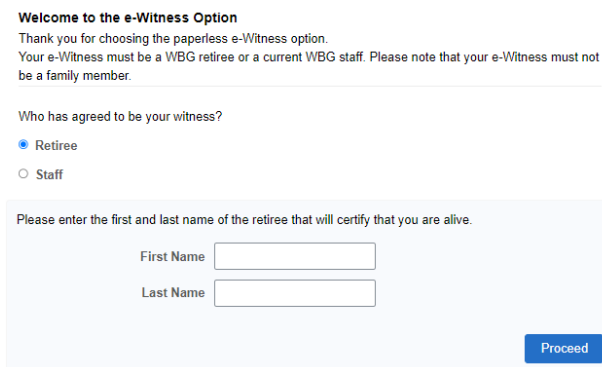 Welcome to the e-Witness Option
Thank you for choosing the paperless e-Witness option.
Your e-Witness must be a WBG retiree or a current WBG staff. Please note that your e-Witness must not
be a family member.
Who has agreed to be your witness?
Retiree
Staff
Please enter the first and last name of the retiree that will certify that you are alive.
First Name
Last Name
Proceed